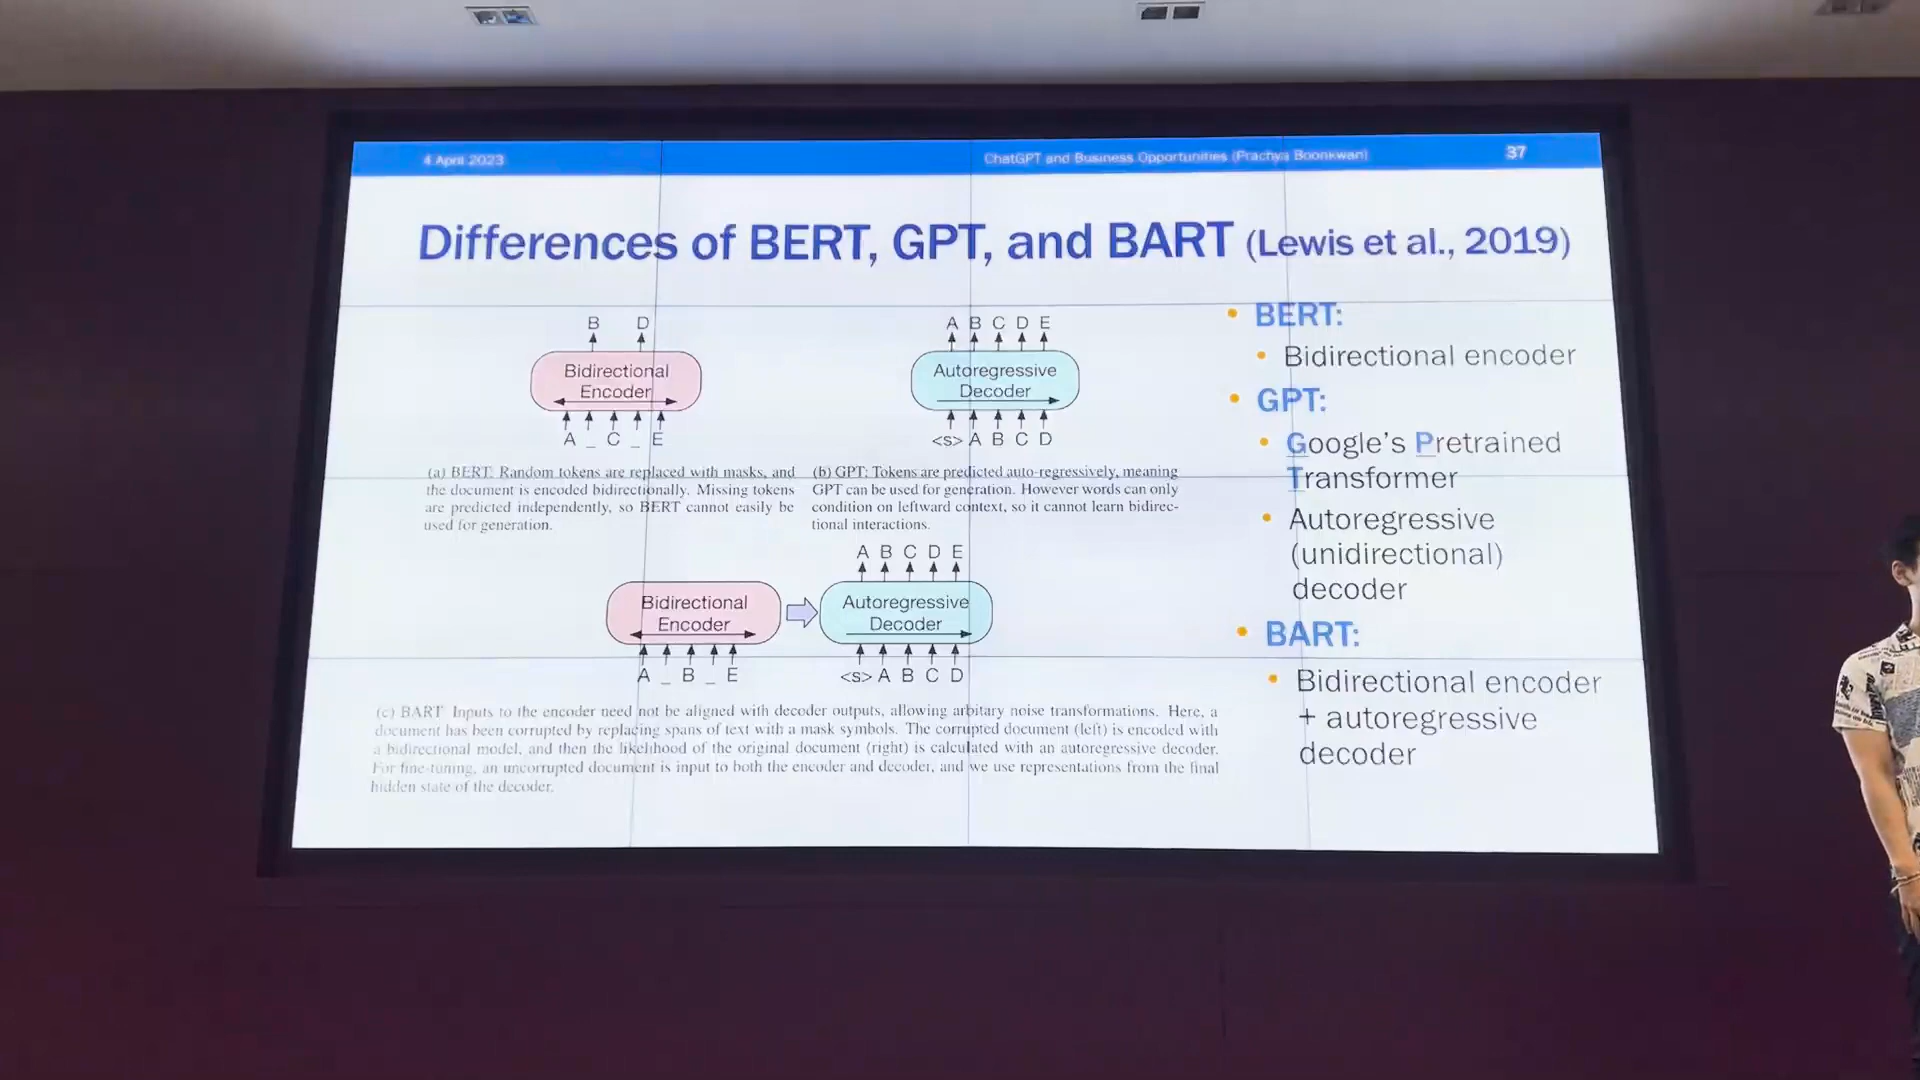 4 April 2023
ChatGPT and Business Opportunities (Prachya Boonkwan)
37
Differences of BERT, GPT, and BART (Lewis et al., 2019)
B D
Bidirectional
Encoder
A _ C _ E
(a) BERT: Random tokens are replaced with masks, and
the document is encoded bidirectionally. Missing tokens
are predicted independently, so BERT cannot easily be
used for generation.
A B C D E
Autoregressive
Decoder
<s> A B C D
(b) GPT: Tokens are predicted auto-regressively, meaning
GPT can be used for generation. However words can only
condition on leftward context, so it cannot learn bidirec-
tional interactions.
A B C D E
Bidirectional
Encoder
Autoregressive
Decoder
A _ B _ E
<s> A B C D
(c) BART: Inputs to the encoder need not be aligned with decoder outputs, allowing arbitary noise transformations. Here, a
document has been corrupted by replacing spans of text with a mask symbols. The corrupted document (left) is encoded with
a bidirectional model, and then the likelihood of the original document (right) is calculated with an autoregressive decoder.
For fine-tuning, an uncorrupted document is input to both the encoder and decoder, and we use representations from the final
hidden state of the decoder.
• BERT:
• Bidirectional encoder
• GPT:
• Google's Pretrained
Transformer
• Autoregressive
(unidirectional)
decoder
• BART:
• Bidirectional encoder
+ autoregressive
decoder